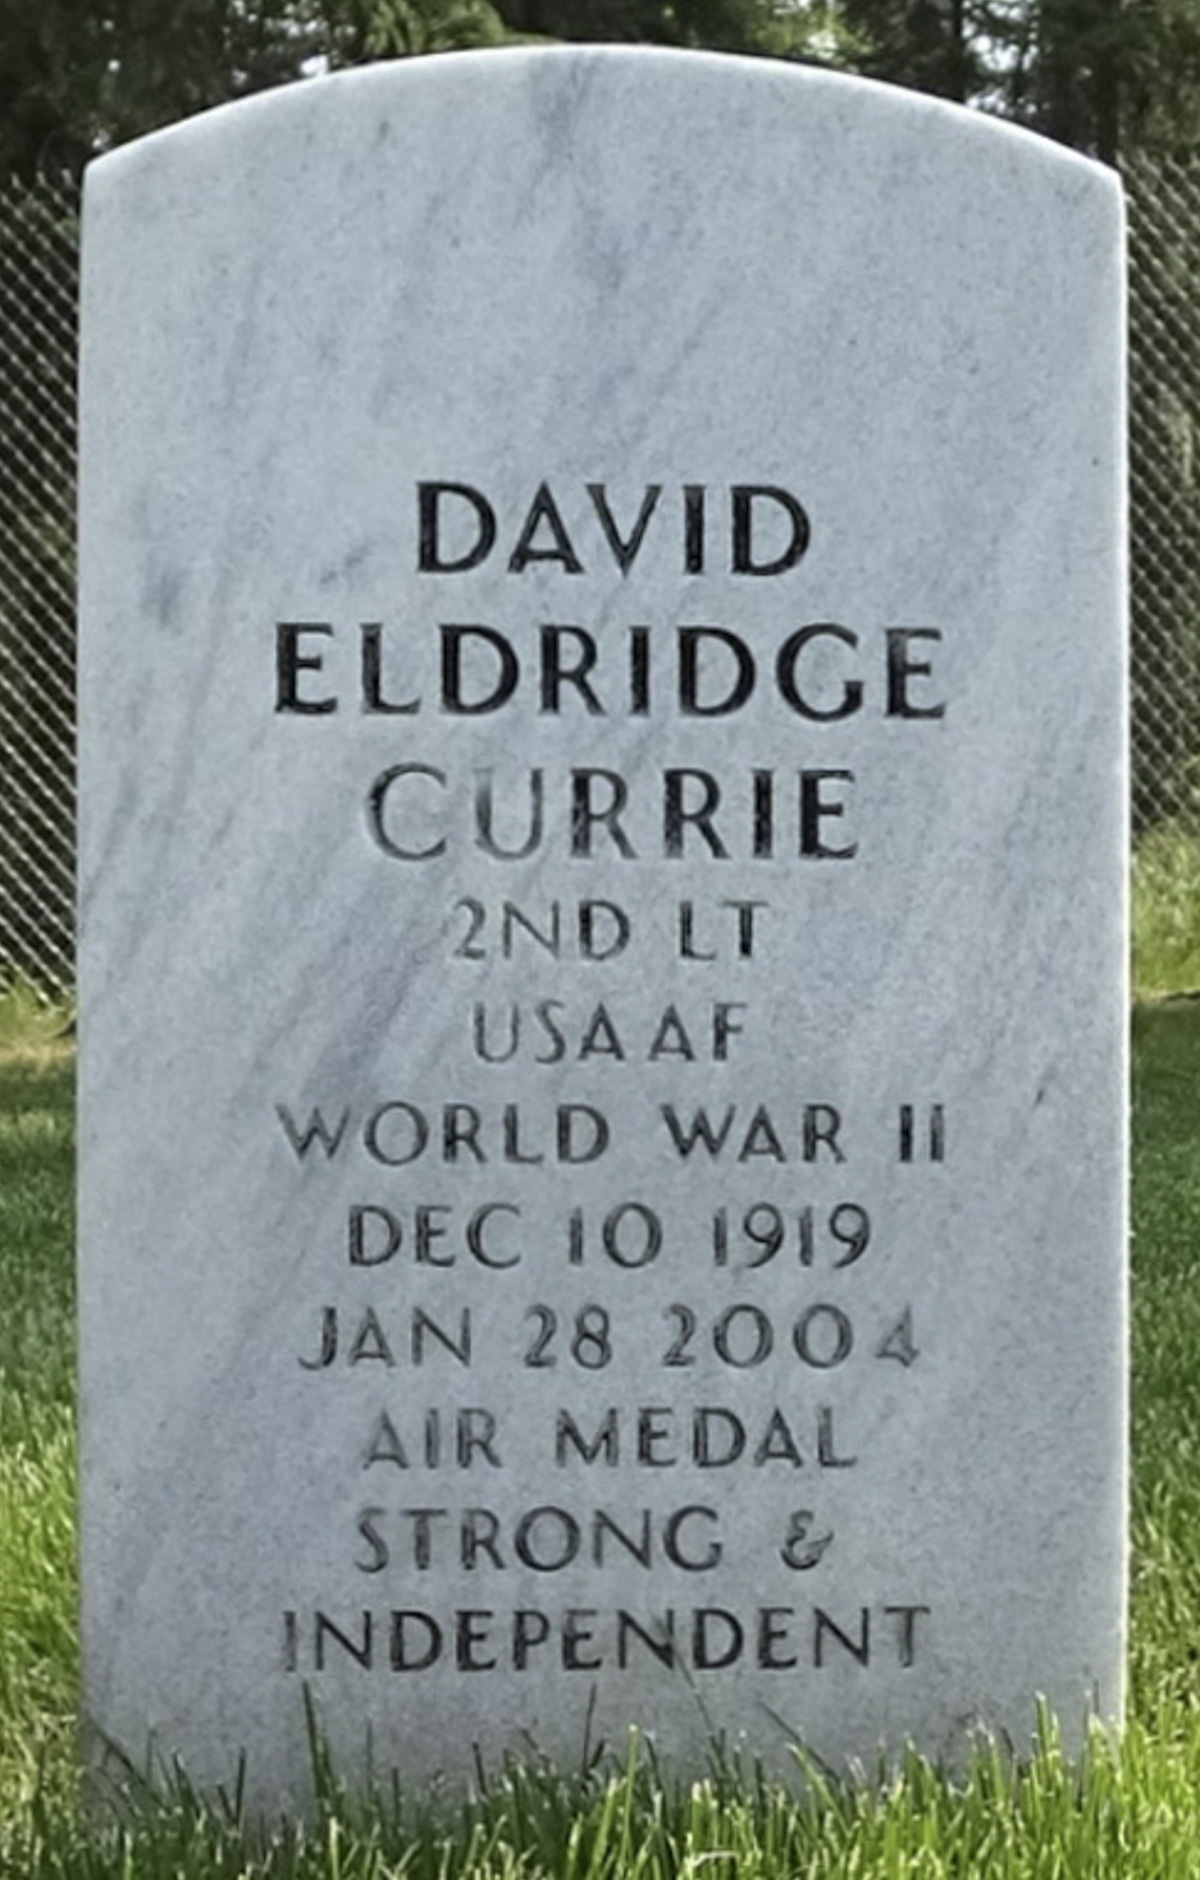 DAVID
ELDRIDGE
CURRIE
2ND LT
USAAF
WORLD WAR II
DEC 10 1919
JAN 28 2004
AIR MEDAL
STRONG &
INDEPENDENT